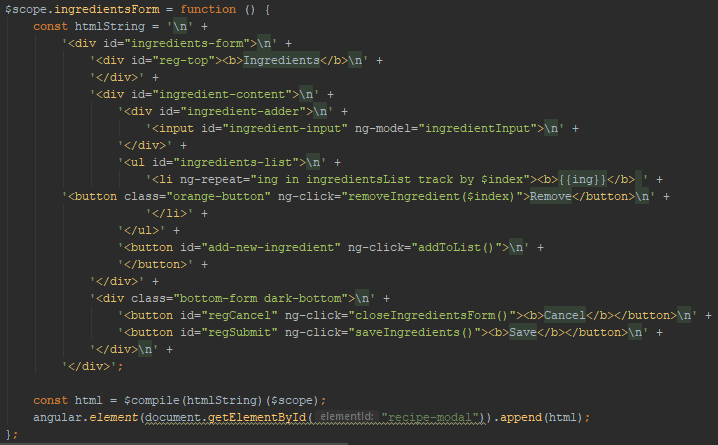 $scope.ingredientsForm = function () {
    const htmlString = '\n' +
        '<div id="ingredients-form">\n' +
            '<div id="reg-top"><b>Ingredients</b>\n' +
            '</div>' +
            '<div id="ingredient-content">\n' +
                '<div id="ingredient-adder">\n' +
                    '<input id="ingredient-input" ng-model="ingredientInput">\n' +
                '</div>' +
                '<ul id="ingredients-list">\n' +
                    '<li ng-repeat="ing in ingredientsList track by $index"><b>{{ing}}</b> ' +
        '<button class="orange-button" ng-click="removeIngredient($index)">Remove</button>\n' +
                    '</li>' +
                '</ul>' +
                '<button id="add-new-ingredient" ng-click="addToList()">\n' +
                '</button>' +
            '</div>' +
            '<div class="bottom-form dark-bottom">\n' +
                '<button id="regCancel" ng-click="closeIngredientsForm()"><b>Cancel</b></button>\n' +
                '<button id="regSubmit" ng-click="saveIngredients()"><b>Save</b></button>\n' +
            '</div>\n' +
        '</div>';
    const html = $compile(htmlString)($scope);
    angular.element(document.getElementById( elementId: "recipe-modal")).append(html);
};